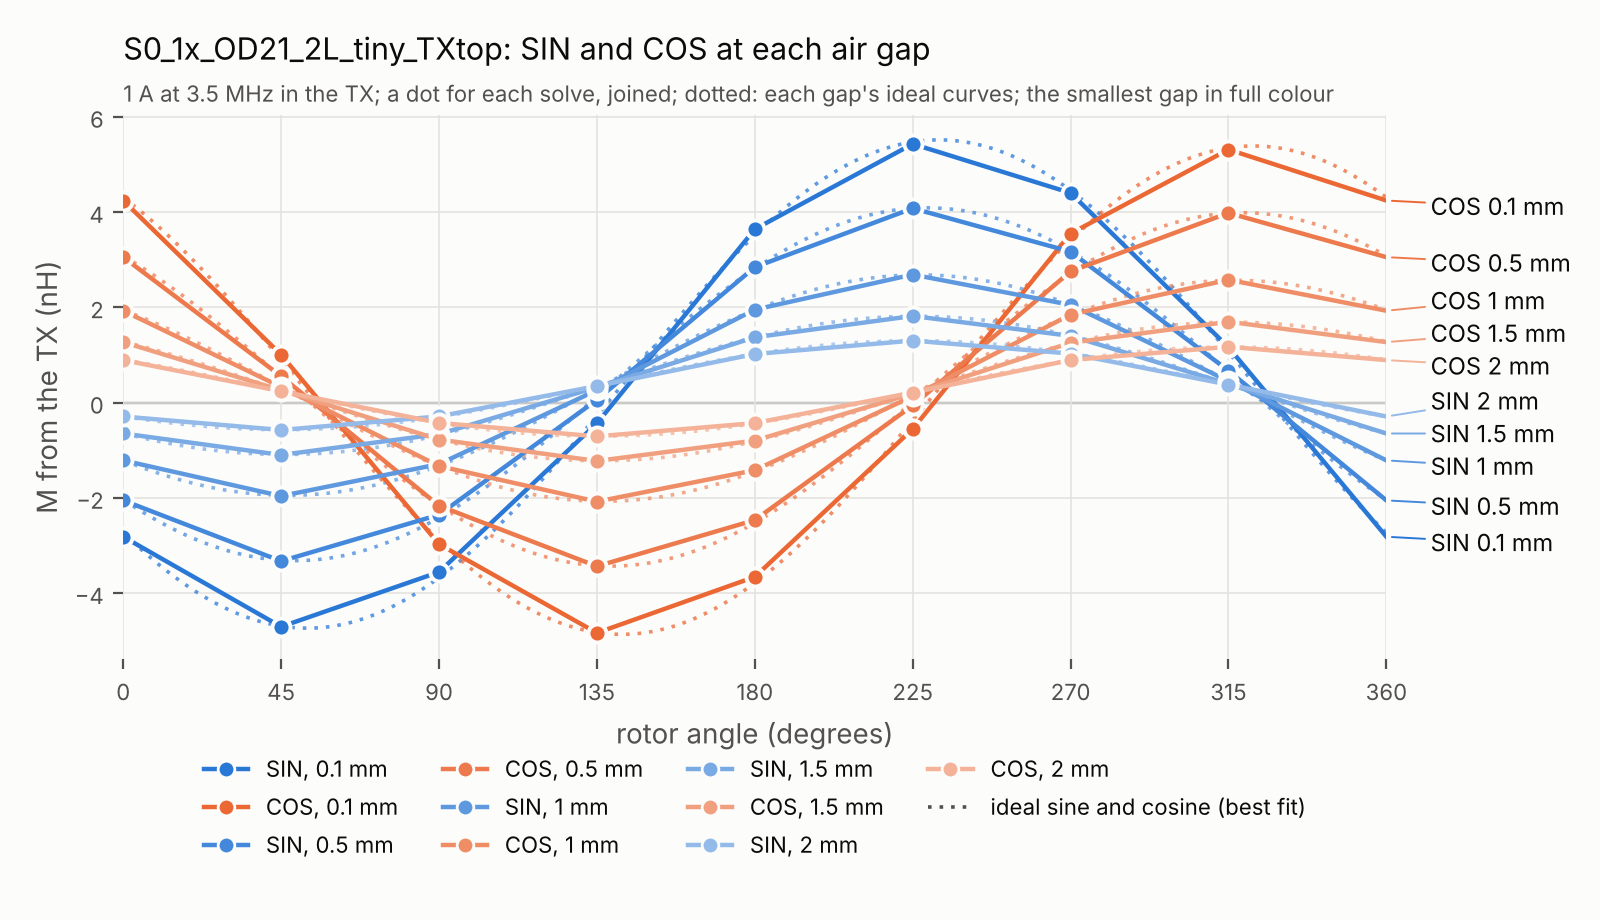 S0_1x_OD21_2L_tiny_TXtop: SIN and COS at each air gap
1 A at 3.5 MHz in the TX; a dot for each solve, joined; dotted: each gap's ideal curves; the smallest gap in full colour
M from the TX (nH)
6
4
2
0
−2
−4
COS 0.1 mm
COS 0.5 mm
COS 1 mm
COS 1.5 mm
COS 2 mm
SIN 2 mm
SIN 1.5 mm
SIN 1 mm
SIN 0.5 mm
SIN 0.1 mm
0 45 90 135 180 225 270 315 360
rotor angle (degrees)
SIN, 0.1 mm COS, 0.5 mm SIN, 1.5 mm COS, 2 mm
COS, 0.1 mm SIN, 1 mm COS, 1.5 mm ideal sine and cosine (best fit)
SIN, 0.5 mm COS, 1 mm SIN, 2 mm